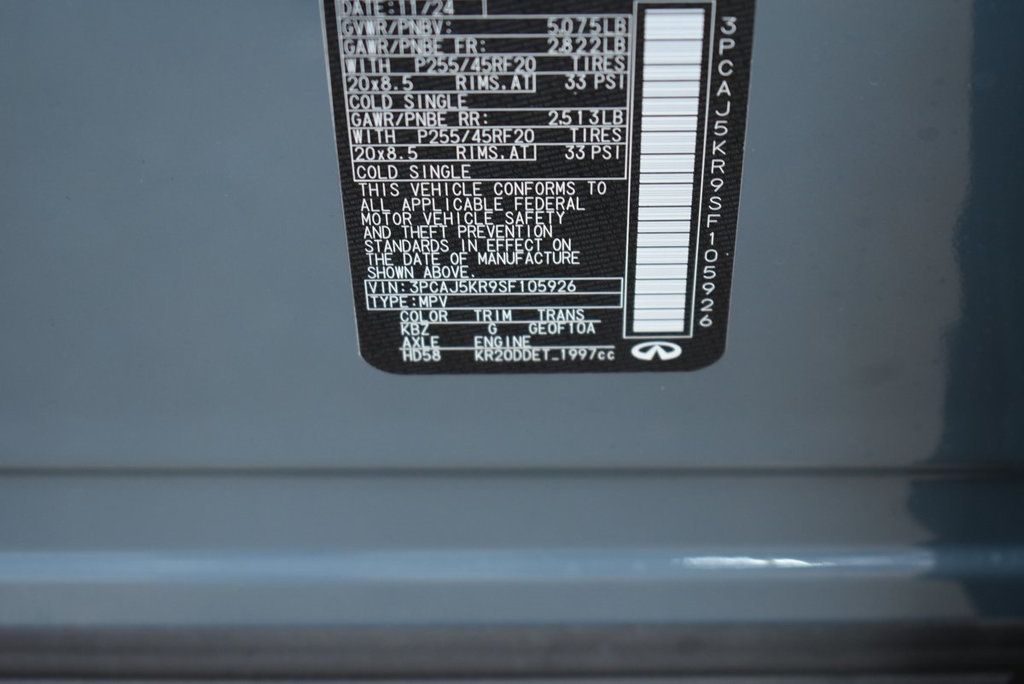 DATE:11/24
GVWR/PNBV: 5075LB
GAWR/PNBE FR: 2822LB
WITH P255/45RF20 TIRES
20x8.5 RIMS.AT 33 PSI
COLD SINGLE
GAWR/PNBE RR: 2513LB
WITH P255/45RF20 TIRES
20x8.5 RIMS.AT 33 PSI
COLD SINGLE
THIS VEHICLE CONFORMS TO
ALL APPLICABLE FEDERAL
MOTOR VEHICLE SAFETY
AND THEFT PREVENTION
STANDARDS IN EFFECT ON
THE DATE OF MANUFACTURE
SHOWN ABOVE.
VIN:3PCAJ5KR9SF105926
TYPE:MPV
COLOR TRIM TRANS
KBZ G GE0F10A
AXLE ENGINE
HD58 KR20DDET_1997cc
3PCAJ5KR9SF105926